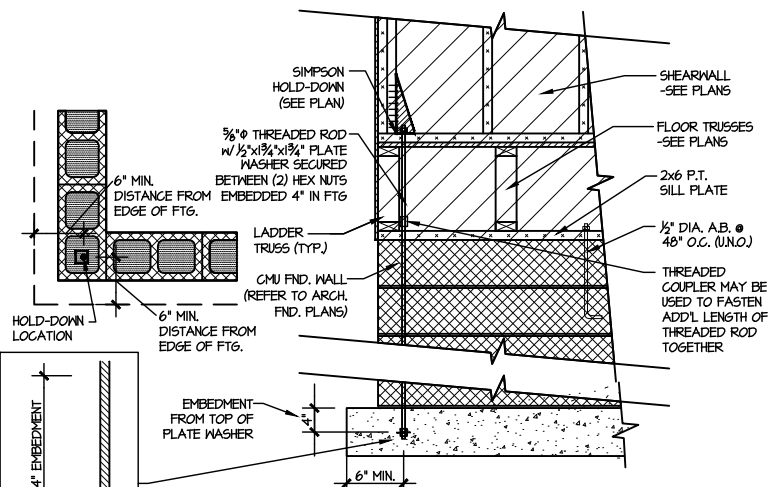 SIMPSON
HOLD-DOWN
(SEE PLAN)
5/8"Φ THREADED ROD
W/ 1/2"x1 3/4"x1 3/4" PLATE
WASHER SECURED
BETWEEN (2) HEX NUTS
EMBEDDED 4" IN FTG
LADDER
TRUSS (TYP.)
CMU FND. WALL
(REFER TO ARCH.
FND. PLANS)
SHEARWALL
-SEE PLANS
FLOOR TRUSSES
-SEE PLANS
2x6 P.T.
SILL PLATE
1/2" DIA. A.B. @
48" O.C. (U.N.O.)
THREADED
COUPLER MAY BE
USED TO FASTEN
ADD'L LENGTH OF
THREADED ROD
TOGETHER
6" MIN.
DISTANCE FROM
EDGE OF FTG.
HOLD-DOWN
LOCATION
6" MIN.
DISTANCE FROM
EDGE OF FTG.
EMBEDMENT
FROM TOP OF
PLATE WASHER
4"
6" MIN.
4" EMBEDMENT